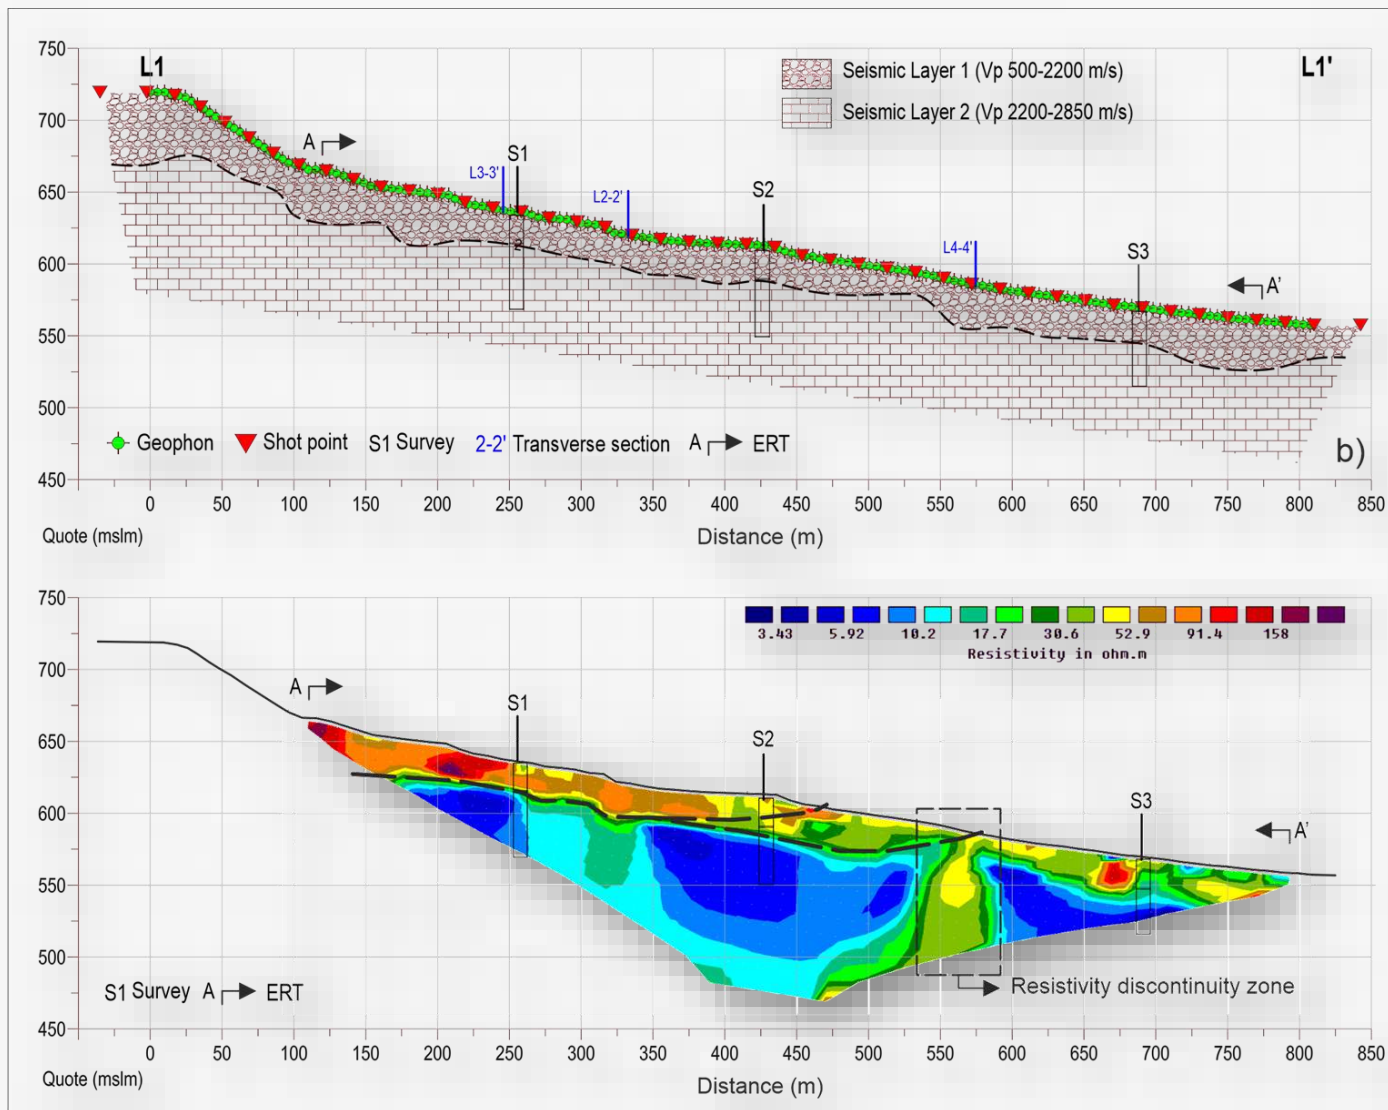 750
L1
L1'
Seismic Layer 1 (Vp 500-2200 m/s)
Seismic Layer 2 (Vp 2200-2850 m/s)
700
A
S1
L3-3'
650
L2-2'
S2
L4-4'
S3
A'
600
550
500
Geophon
Shot point
S1 Survey
2-2' Transverse section
A
ERT
b)
450
0 50 100 150 200 250 300 350 400 450 500 550 600 650 700 750 800 850
Quote (mslm)
Distance (m)
750
3.43 5.92 10.2 17.7 30.6 52.9 91.4 158
Resistivity in ohm.m
700
A
S1
650
S2
S3
A'
600
550
500
Resistivity discontinuity zone
S1 Survey A ERT
450
0 50 100 150 200 250 300 350 400 450 500 550 600 650 700 750 800 850
Quote (mslm)
Distance (m)